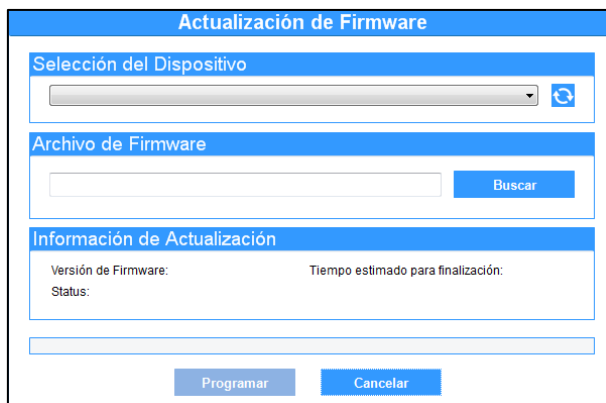 Actualización de Firmware
Selección del Dispositivo
Archivo de Firmware
Buscar
Información de Actualización
Versión de Firmware: Tiempo estimado para finalización:
Status:
Programar Cancelar